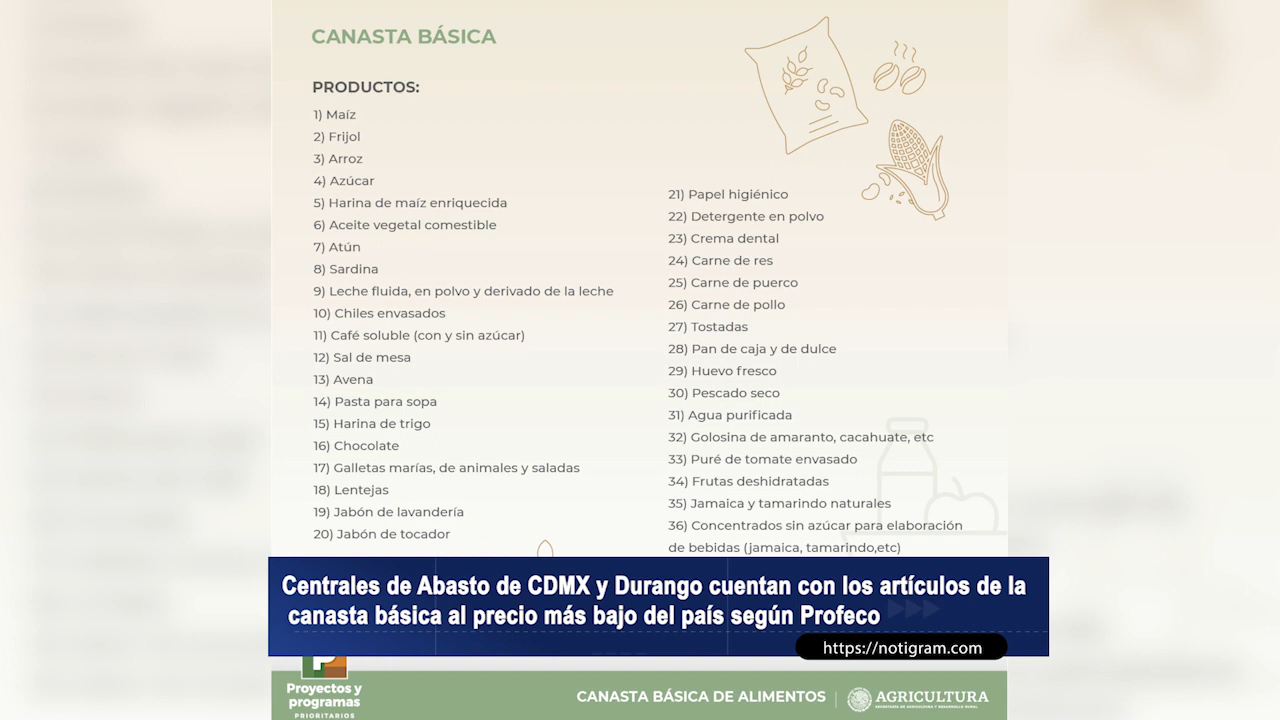 CANASTA BÁSICA
PRODUCTOS:
1) Maíz
2) Frijol
3) Arroz
4) Azúcar
5) Harina de maíz enriquecida
6) Aceite vegetal comestible
7) Atún
8) Sardina
9) Leche fluida, en polvo y derivado de la leche
10) Chiles envasados
11) Café soluble (con y sin azúcar)
12) Sal de mesa
13) Avena
14) Pasta para sopa
15) Harina de trigo
16) Chocolate
17) Galletas marías, de animales y saladas
18) Lentejas
19) Jabón de lavandería
20) Jabón de tocador
21) Papel higiénico
22) Detergente en polvo
23) Crema dental
24) Carne de res
25) Carne de puerco
26) Carne de pollo
27) Tostadas
28) Pan de caja y de dulce
29) Huevo fresco
30) Pescado seco
31) Agua purificada
32) Golosina de amaranto, cacahuate, etc
33) Puré de tomate envasado
34) Frutas deshidratadas
35) Jamaica y tamarindo naturales
36) Concentrados sin azúcar para elaboración
de bebidas (jamaica, tamarindo,etc)
Centrales de Abasto de CDMX y Durango cuentan con los artículos de la
canasta básica al precio más bajo del país según Profeco
https://notigram.com
Proyectos y
programas
PRIORITARIOS
CANASTA BÁSICA DE ALIMENTOS
AGRICULTURA
SECRETARÍA DE AGRICULTURA Y DESARROLLO RURAL